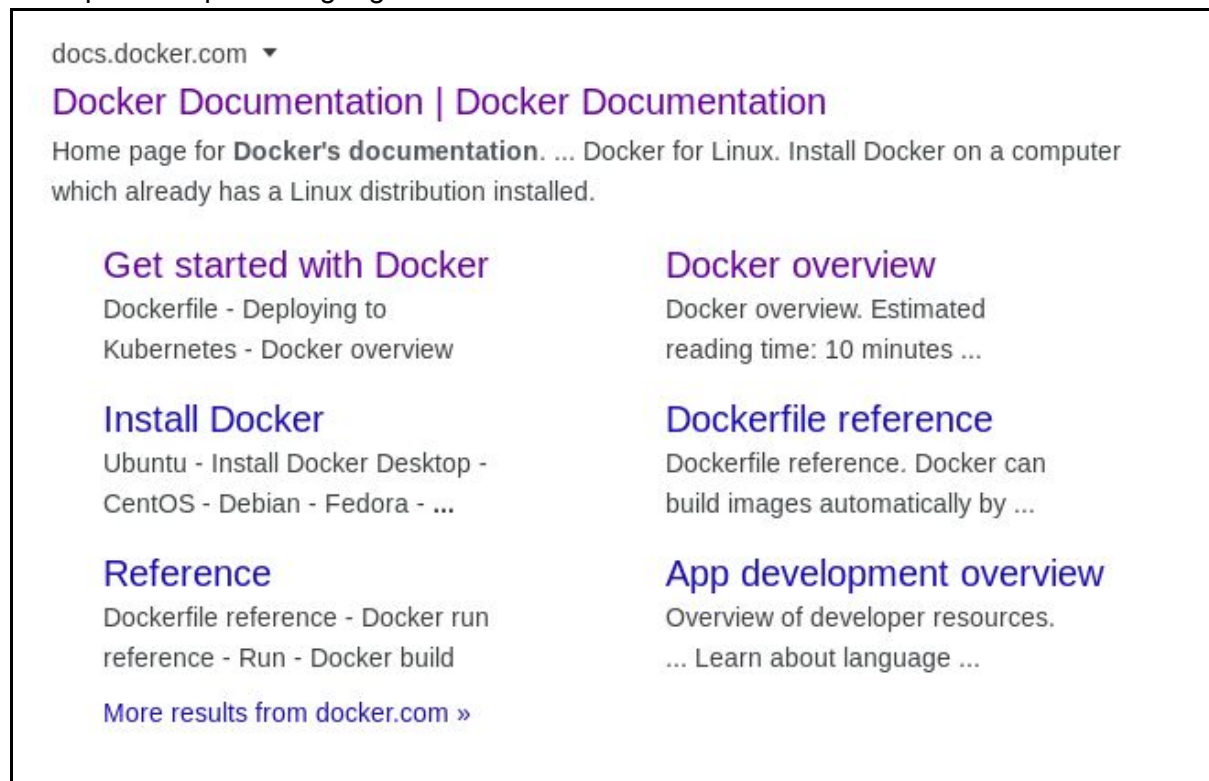 docs.docker.com
Docker Documentation | Docker Documentation
Home page for Docker's documentation. ... Docker for Linux. Install Docker on a computer
which already has a Linux distribution installed.
Get started with Docker
Dockerfile - Deploying to
Kubernetes - Docker overview
Docker overview
Docker overview. Estimated
reading time: 10 minutes ...
Install Docker
Ubuntu - Install Docker Desktop -
CentOS - Debian - Fedora - ...
Dockerfile reference
Dockerfile reference. Docker can
build images automatically by ...
Reference
Dockerfile reference - Docker run
reference - Run - Docker build
App development overview
Overview of developer resources.
... Learn about language ...
More results from docker.com »